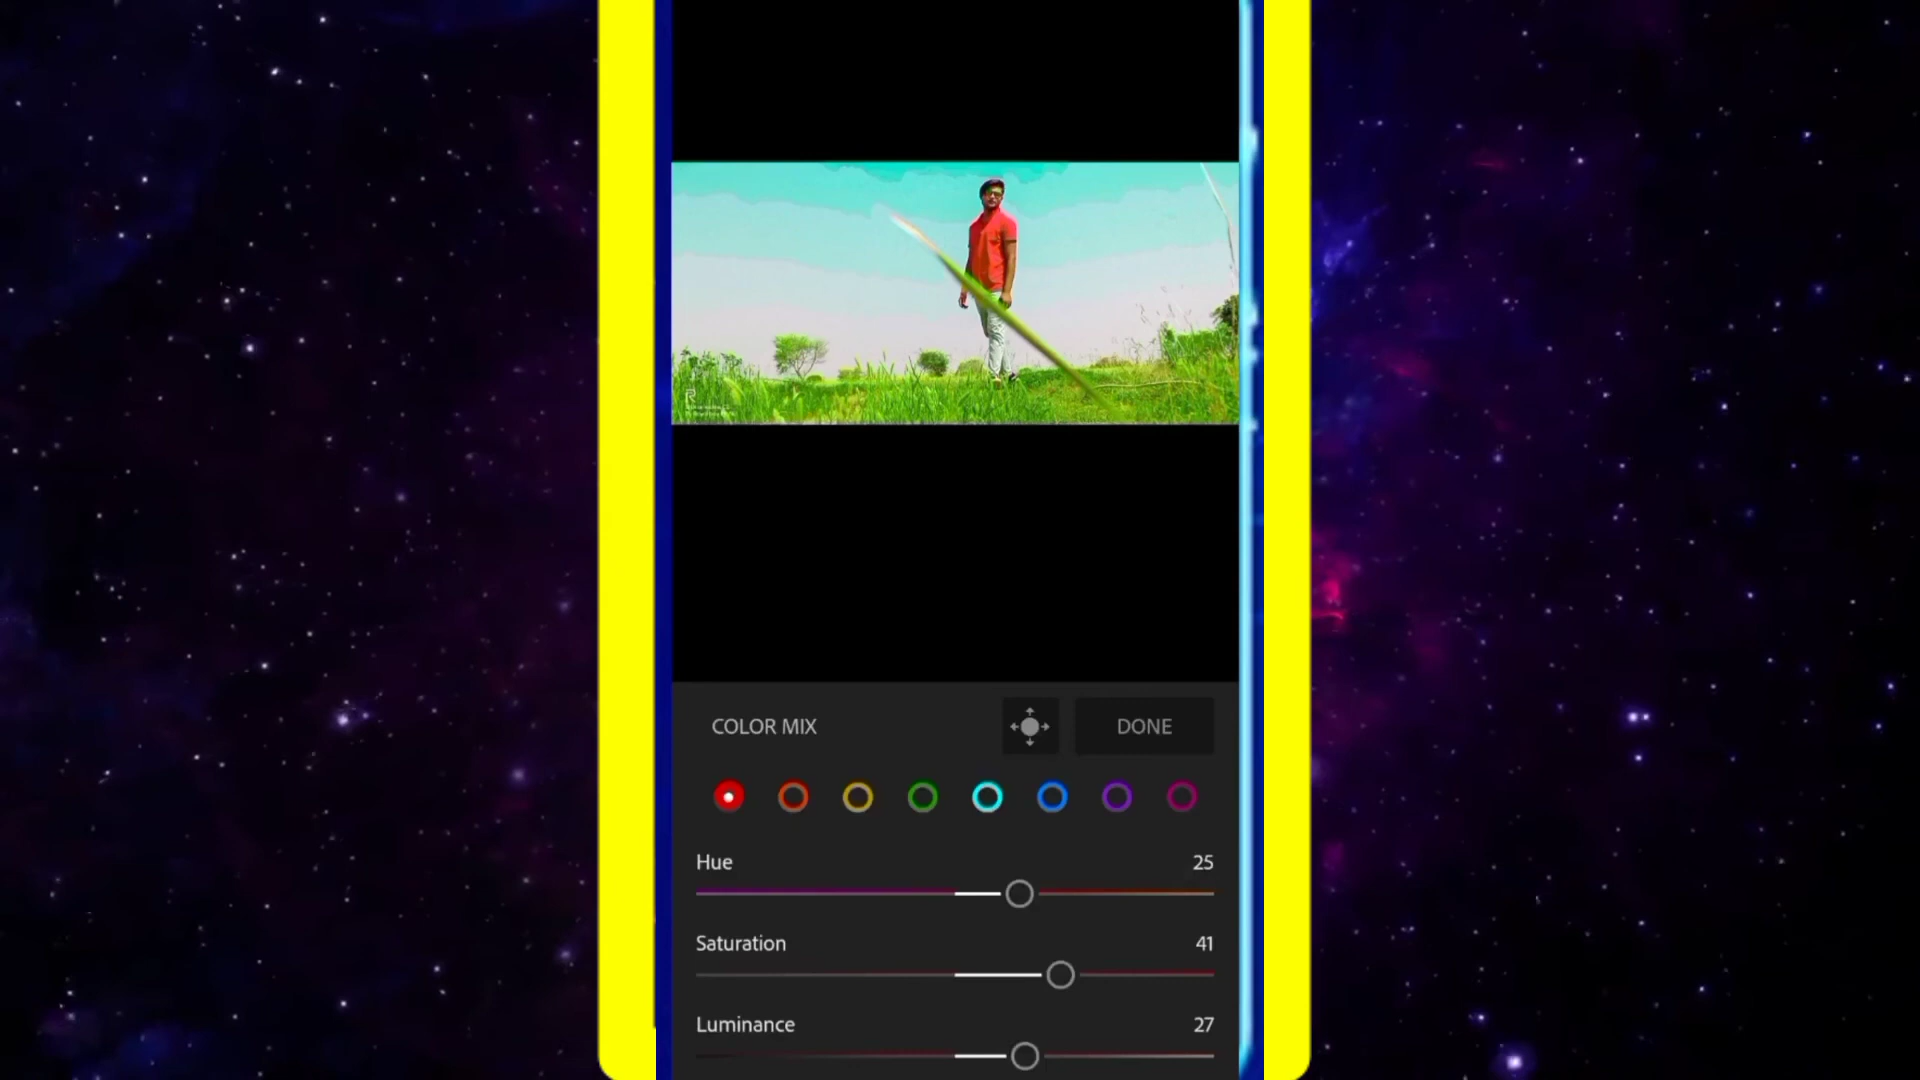 COLOR MIX
DONE
Hue
25
Saturation
41
Luminance
27